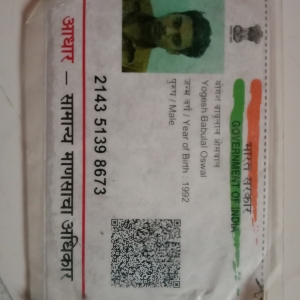 भारत सरकार
GOVERNMENT OF INDIA
योगेश बाबुलाल ओसवाल
Yogesh Babulal Oswal
जन्म वर्ष / Year of Birth : 1992
पुरुष / Male
2143 5139 8673
आधार – सामान्य माणसाचा अधिकार